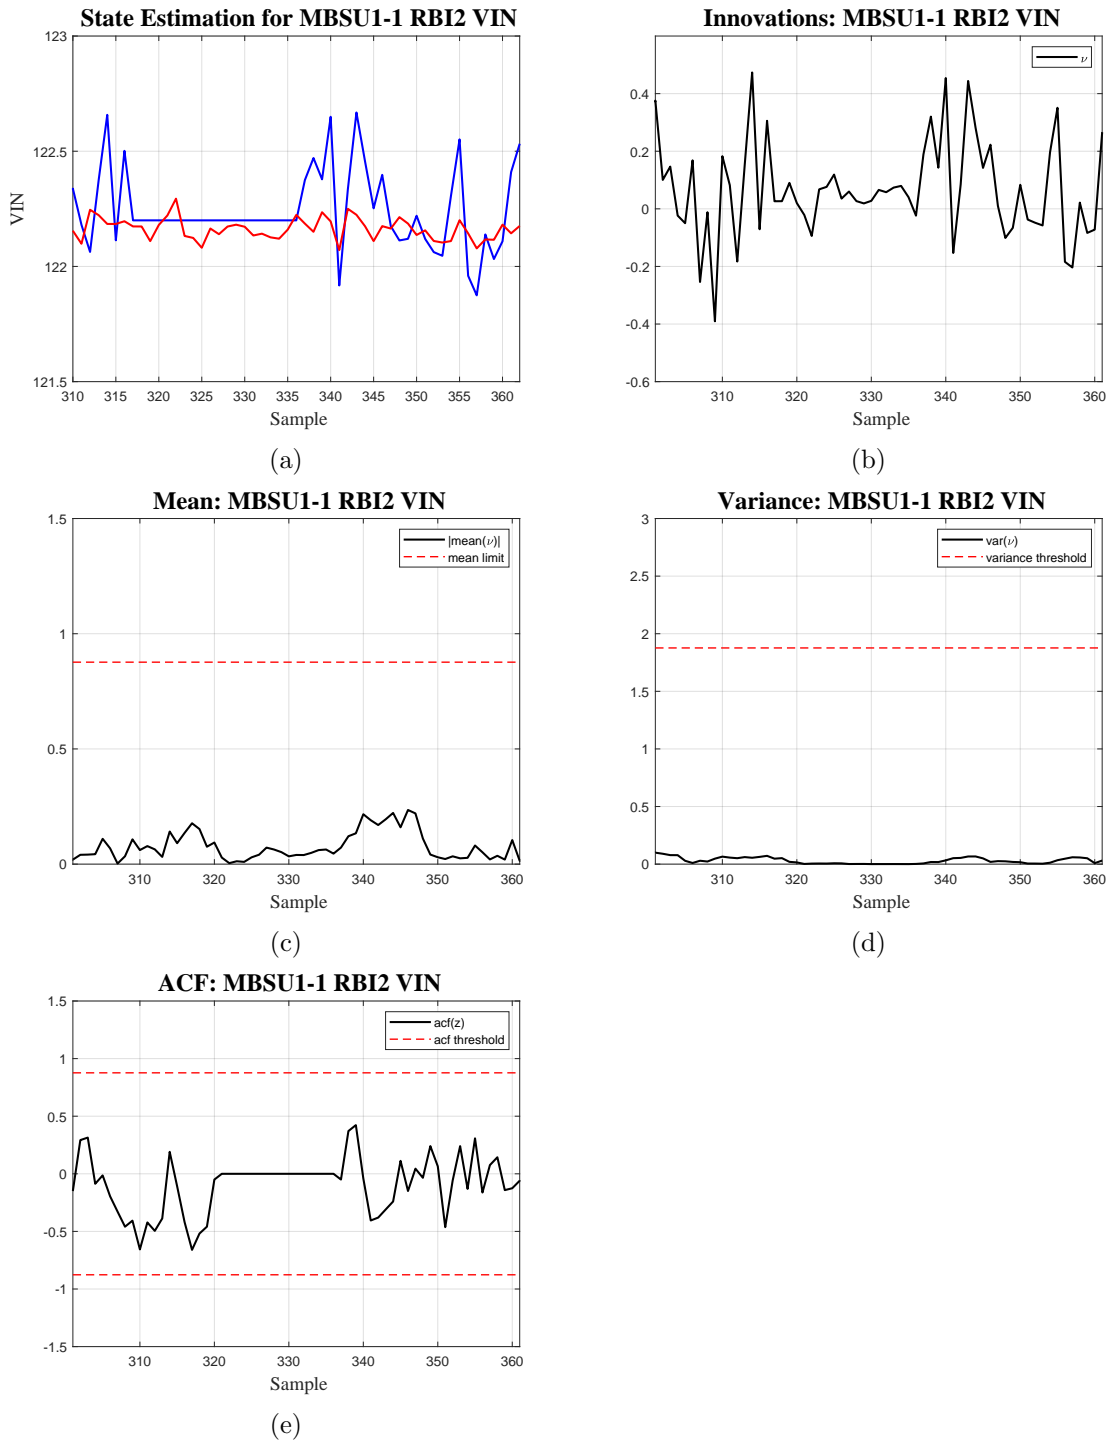 State Estimation for MBSU1-1 RBI2 VIN
123
122.5
122
121.5
VIN
310 315 320 325 330 335 340 345 350 355 360
Sample
(a)
Innovations: MBSU1-1 RBI2 VIN
ν
0.4
0.2
0
-0.2
-0.4
-0.6
310 320 330 340 350 360
Sample
(b)
Mean: MBSU1-1 RBI2 VIN
|mean(ν)|
mean limit
1.5
1
0.5
0
310 320 330 340 350 360
Sample
(c)
Variance: MBSU1-1 RBI2 VIN
var(ν)
variance threshold
3
2.5
2
1.5
1
0.5
0
310 320 330 340 350 360
Sample
(d)
ACF: MBSU1-1 RBI2 VIN
acf(z)
acf threshold
1.5
1
0.5
0
-0.5
-1
-1.5
310 320 330 340 350 360
Sample
(e)